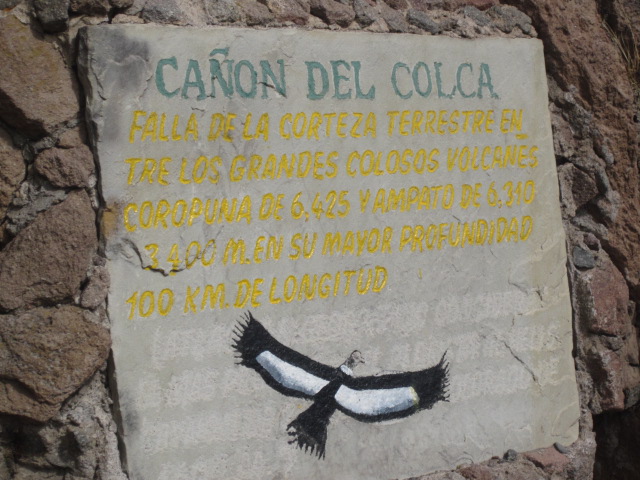 CAÑON DEL COLCA
FALLA DE LA CORTEZA TERRESTRE EN
TRE LOS GRANDES COLOSOS VOLCANES
COROPUNA DE 6,425 Y AMPATO DE 6,310
3,400 M. EN SU MAYOR PROFUNDIDAD
100 KM. DE LONGITUD